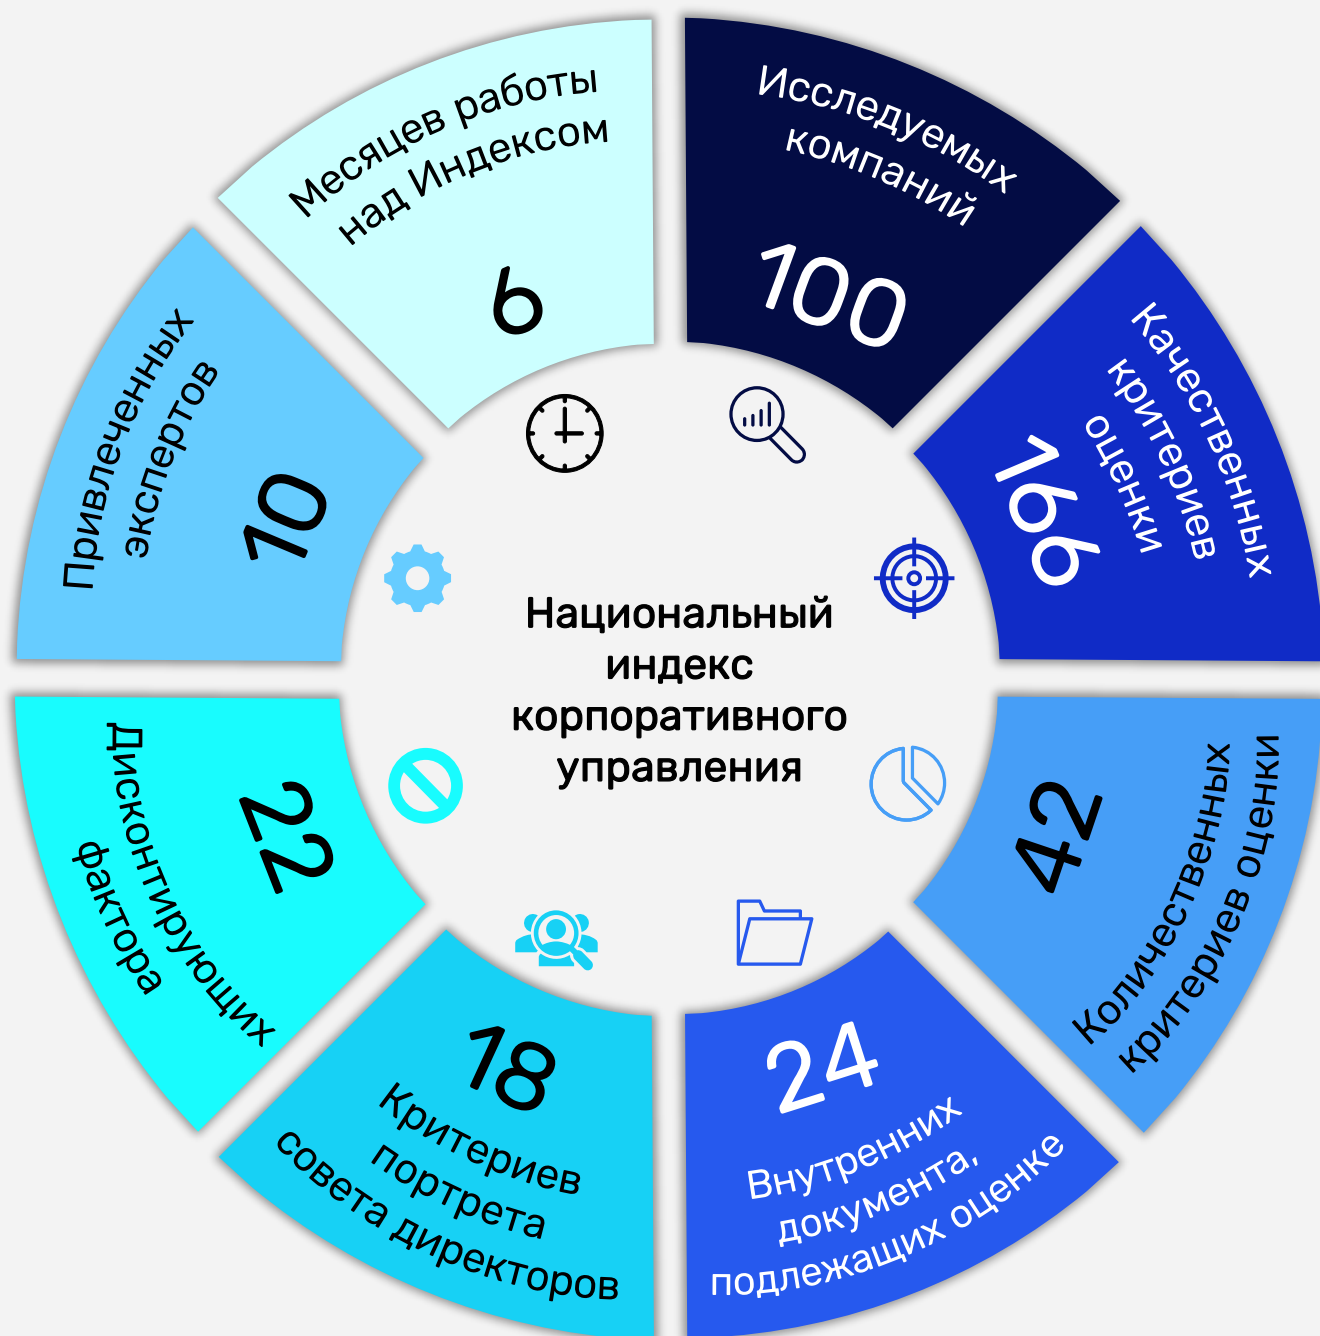 Месяцев работы
над Индексом
6
Исследуемых
компаний
100
Качественных
критериев
оценки
166
Количественных
критериев оценки
42
24
Внутренних
документа,
подлежащих оценке
18
Критериев
портрета
совета директоров
Дисконтирующих
фактора
22
Привлеченных
экспертов
10
Национальный
индекс
корпоративного
управления